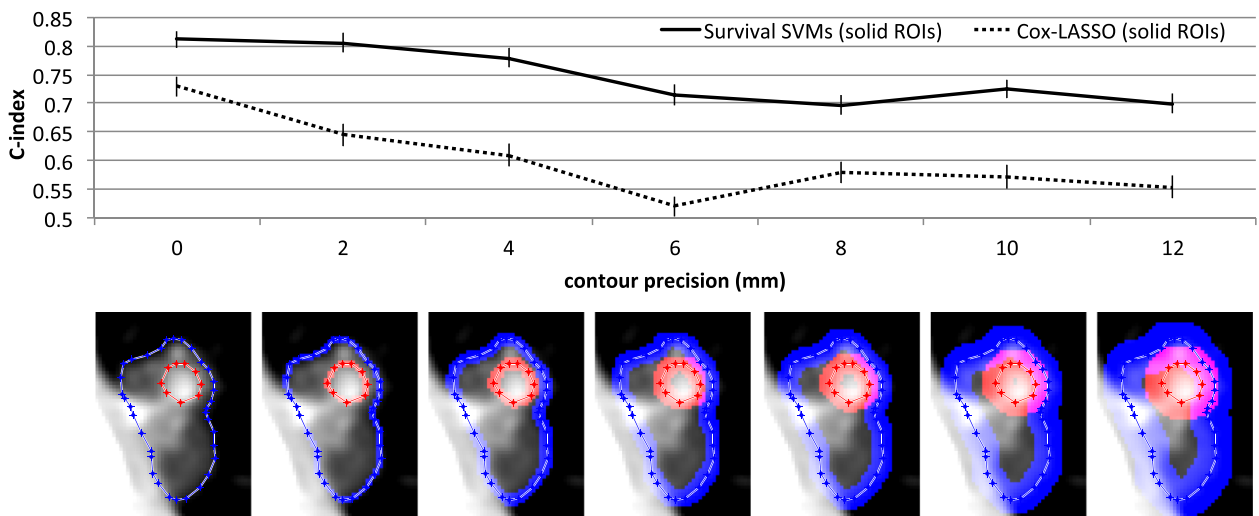 0.85
Survival SVMs (solid ROIs) Cox-LASSO (solid ROIs)
0.8
0.75
0.7
0.65
0.6
0.55
0.5
C-index
0 2 4 6 8 10 12
contour precision (mm)